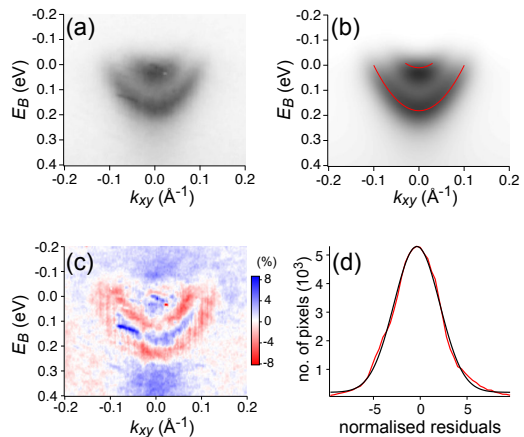 (a)
-0.2
-0.1
0.0
0.1
0.2
0.3
0.4
E_B (eV)
-0.2 -0.1 0.0 0.1 0.2
k_xy (Å⁻¹)
(b)
-0.2
-0.1
0.0
0.1
0.2
0.3
0.4
E_B (eV)
-0.2 -0.1 0.0 0.1 0.2
k_xy (Å⁻¹)
(c)
-0.2
-0.1
0.0
0.1
0.2
0.3
0.4
E_B (eV)
-0.2 -0.1 0.0 0.1 0.2
k_xy (Å⁻¹)
(%)
8
4
0
-4
-8
(d)
5
4
3
2
1
no. of pixels (10³)
-5 0 5
normalised residuals